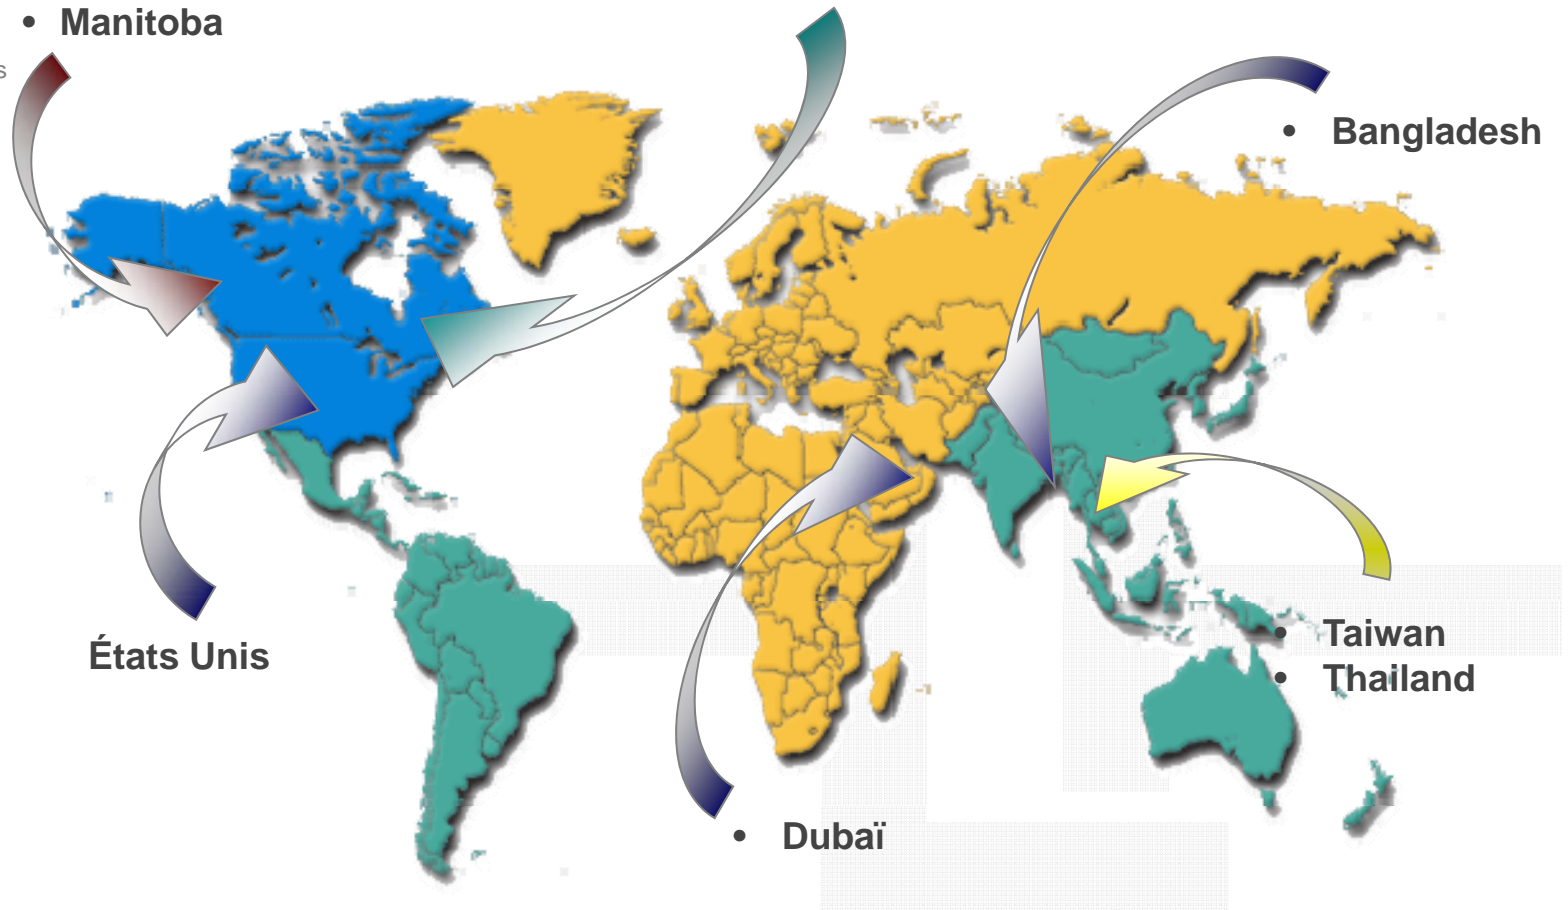 • Manitoba
s
• Bangladesh
États Unis
• Taiwan
• Thailand
• Dubaï